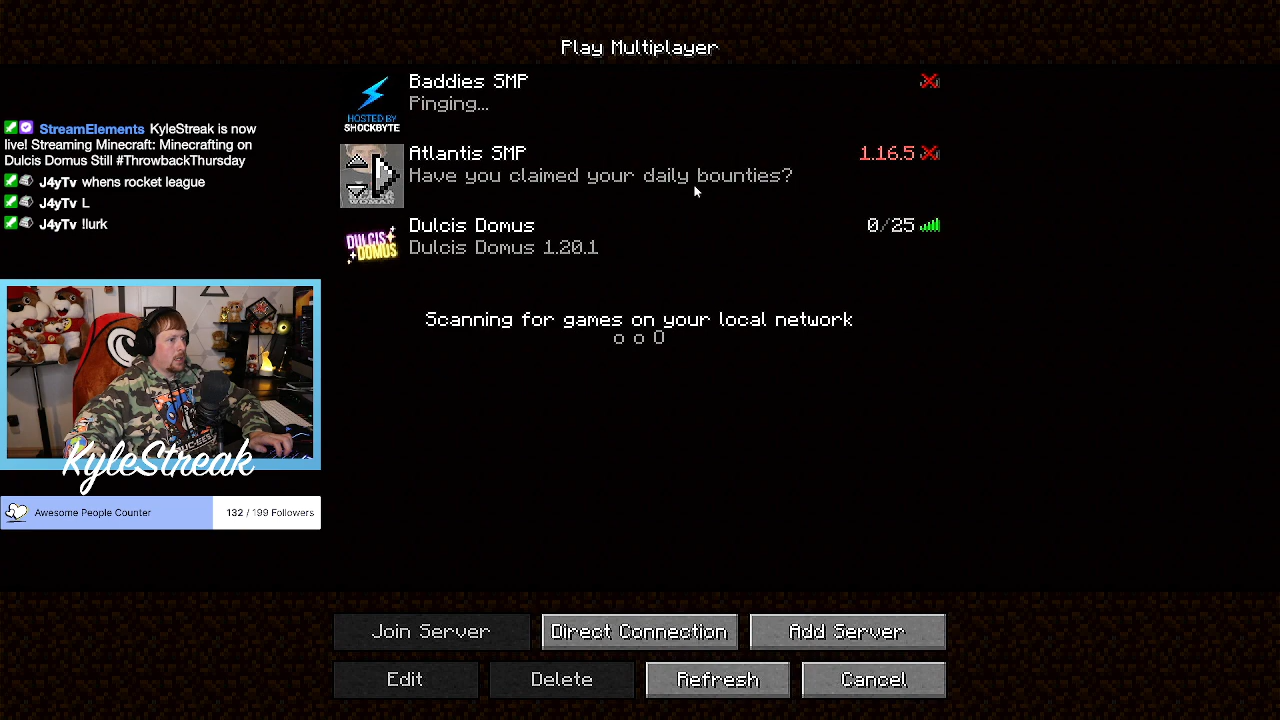 Play Multiplayer
Baddies SMP
Pinging...
HOSTED BY
SHOCKBYTE
Atlantis SMP
1.16.5
Have you claimed your daily bounties?
WOMAN
Dulcis Domus
0/25
Dulcis Domus 1.20.1
DULCIS
DOMUS
Scanning for games on your local network
o o O
StreamElements KyleStreak is now
live! Streaming Minecraft: Minecrafting on
Dulcis Domus Still #ThrowbackThursday
J4yTv whens rocket league
J4yTv L
J4yTv !lurk
KyleStreak
Awesome People Counter
132 / 199 Followers
Join Server
Direct Connection
Add Server
Edit
Delete
Refresh
Cancel